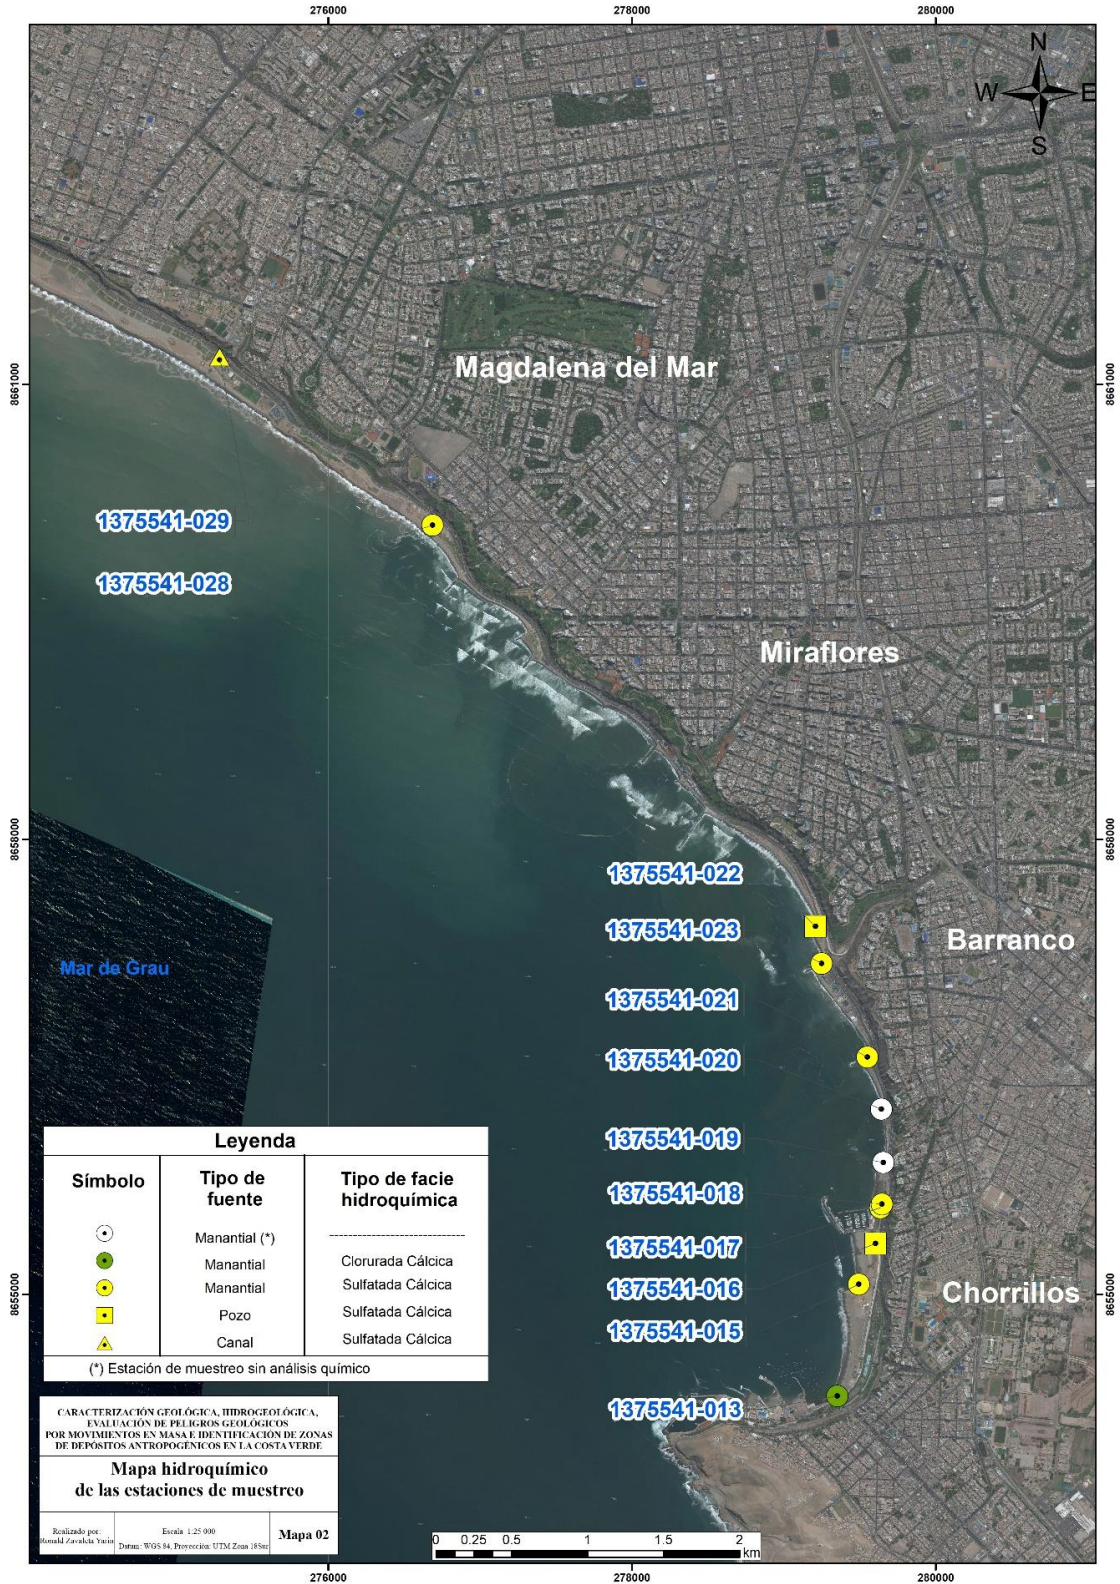 276000
278000
280000
N
W
E
S
Magdalena del Mar
8661000
8661000
1375541-029
1375541-028
Miraflores
8658000
8658000
1375541-022
1375541-023
Barranco
Mar de Grau
1375541-021
1375541-020
1375541-019
1375541-018
1375541-017
1375541-016
1375541-015
1375541-013
Chorrillos
8655000
8655000
Leyenda
Símbolo
Tipo de fuente
Tipo de facie hidroquímica
Manantial (*) --------------------------
Manantial Clorurada Cálcica
Manantial Sulfatada Cálcica
Pozo Sulfatada Cálcica
Canal Sulfatada Cálcica
(*) Estación de muestreo sin análisis químico
CARACTERIZACIÓN GEOLÓGICA, HIDROGEOLÓGICA,
EVALUACIÓN DE PELIGROS GEOLÓGICOS
POR MOVIMIENTOS EN MASA E IDENTIFICACIÓN DE ZONAS
DE DEPÓSITOS ANTROPOGÉNICOS EN LA COSTA VERDE
Mapa hidroquímico
de las estaciones de muestreo
Realizado por:
Ronald Zavaleta Yarin
Escala 1:25 000
Datum: WGS 84, Proyección: UTM Zona 18Sur
Mapa 02
0 0.25 0.5 1 1.5 2
km
276000
278000
280000